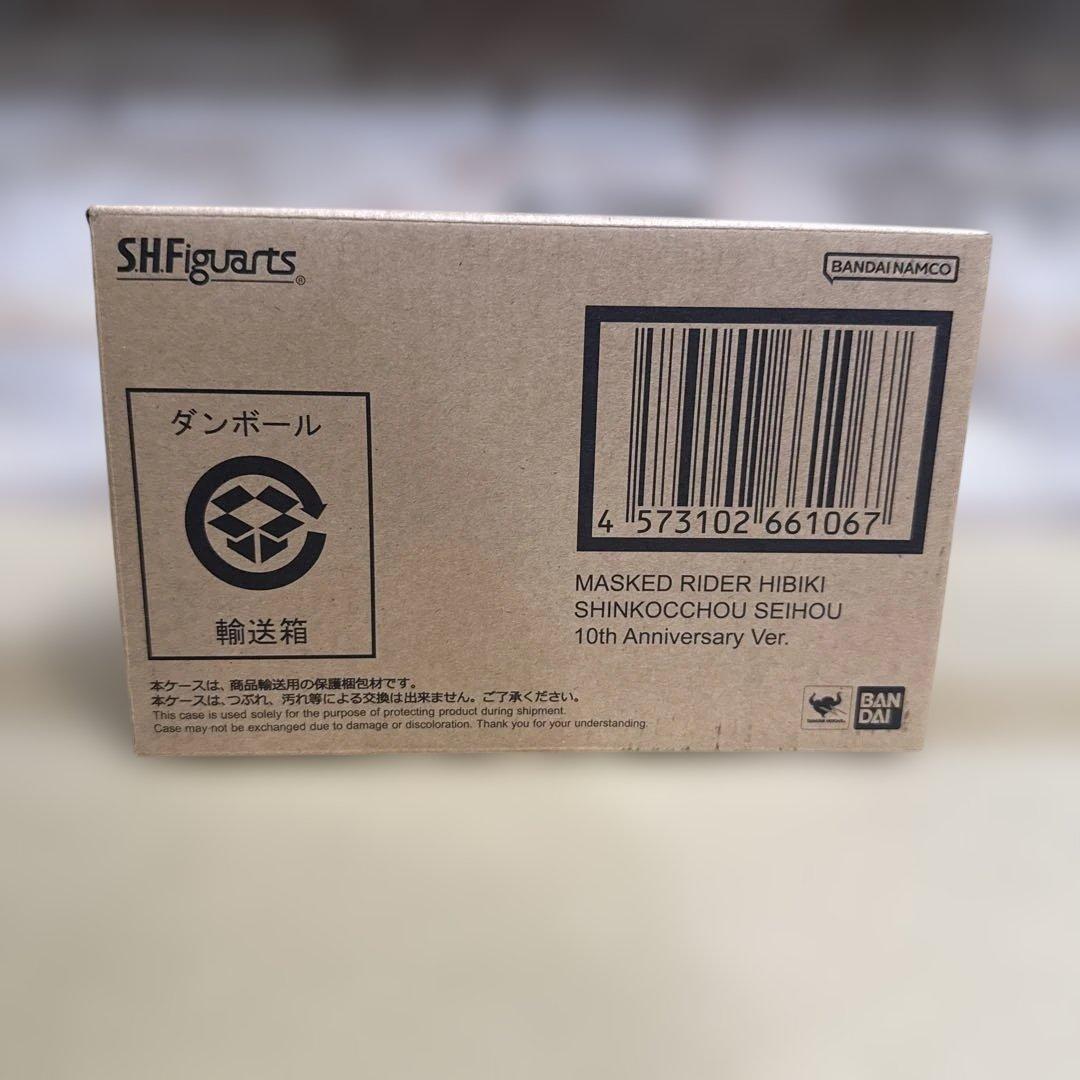 S.H.Figuarts®
BANDAI NAMCO
ダンボール
輸送箱
4 573102 661067
MASKED RIDER HIBIKI
SHINKOCCHOU SEIHOU
10th Anniversary Ver.
本ケースは、商品輸送用の保護梱包材です。
本ケースは、つぶれ、汚れ等による交換は出来ません。ご了承ください。
This case is used solely for the purpose of protecting product during shipment.
Case may not be exchanged due to damage or discoloration. Thank you for your understanding.
TAMASHII NATIONS
BAN
DAI